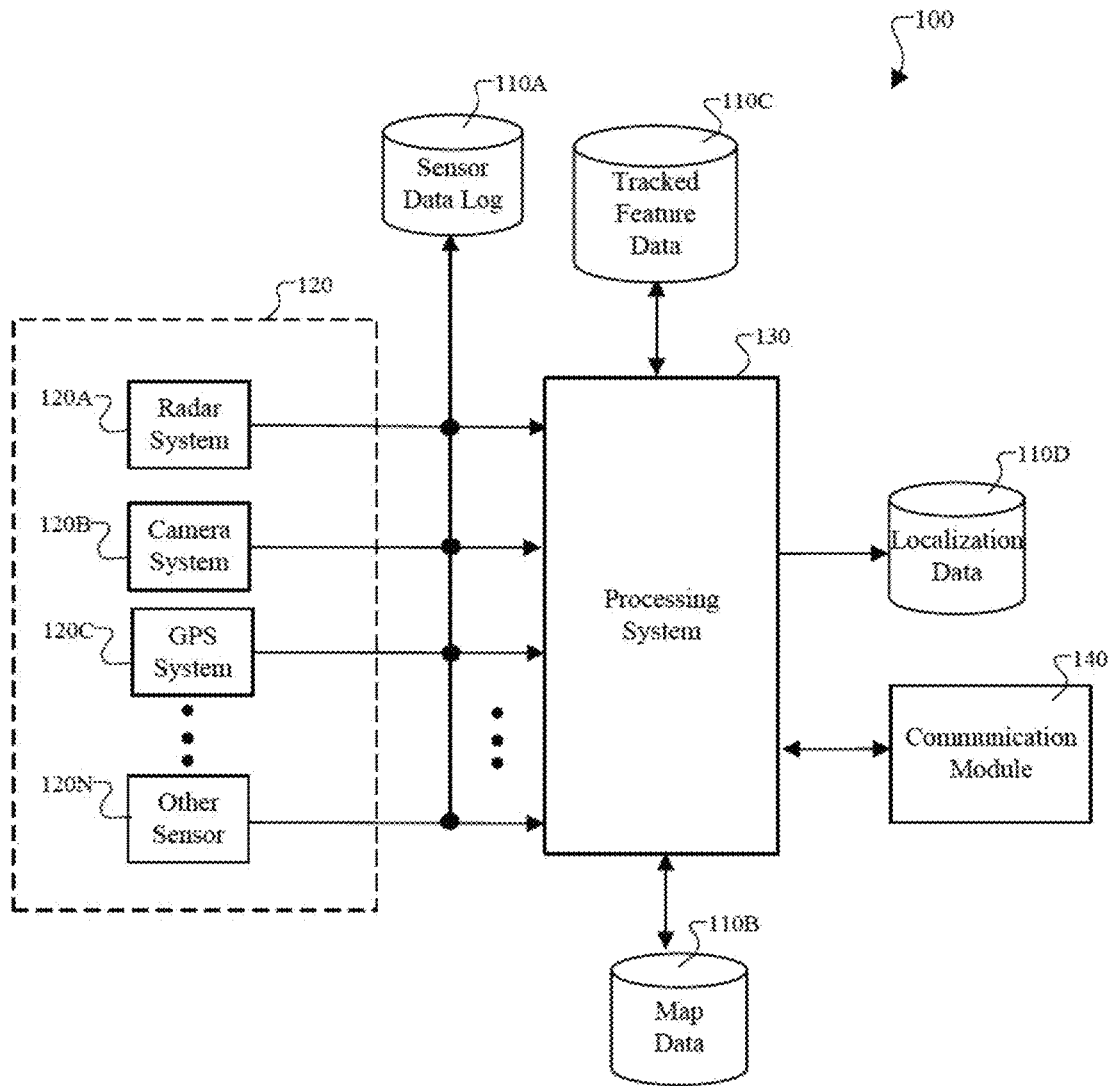 100
110A
Sensor
Data Log
110C
Tracked
Feature
Data
120
130
120A
Radar
System
110D
Localization
Data
120B
Camera
System
Processing
System
120C
GPS
System
140
Communication
Module
120N
Other
Sensor
110B
Map
Data